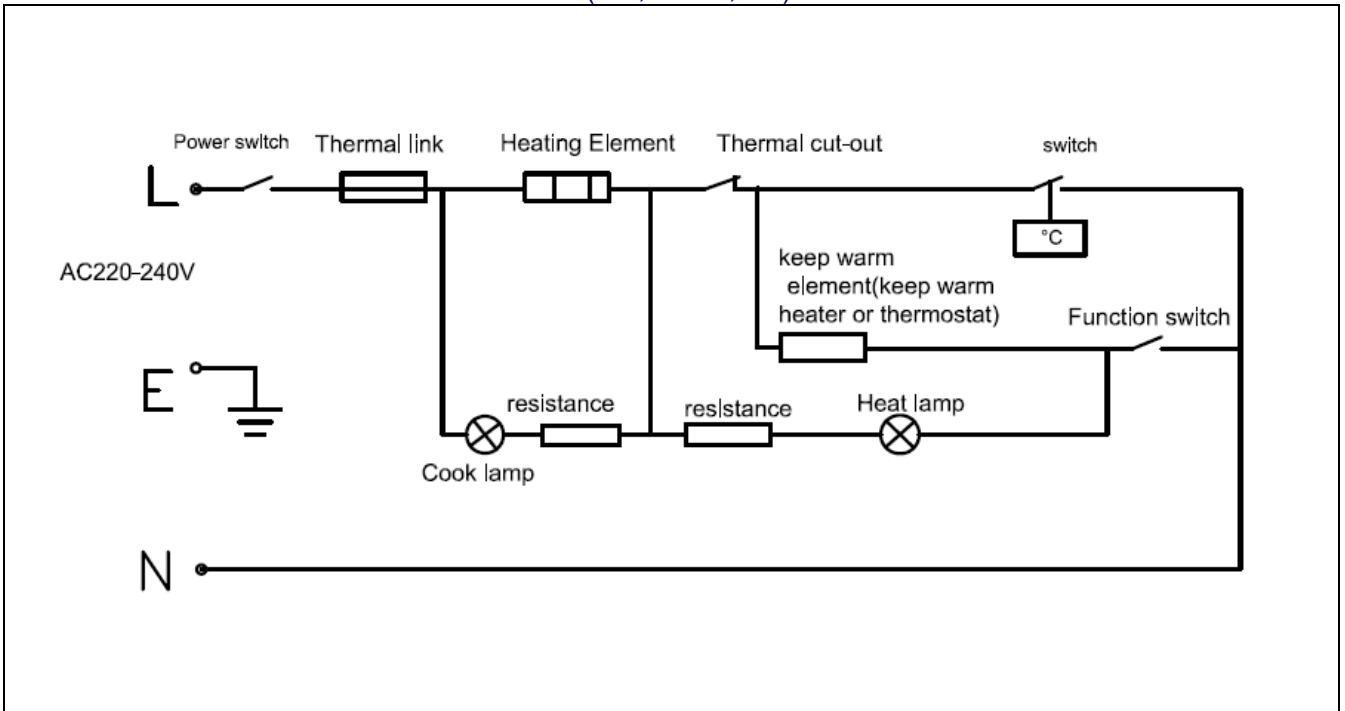 Power switch
Thermal link
Heating Element
Thermal cut-out
switch
L
°C
AC220-240V
keep warm
element(keep warm
heater or thermostat)
Function switch
E
resistance
resistance
Heat lamp
Cook lamp
N